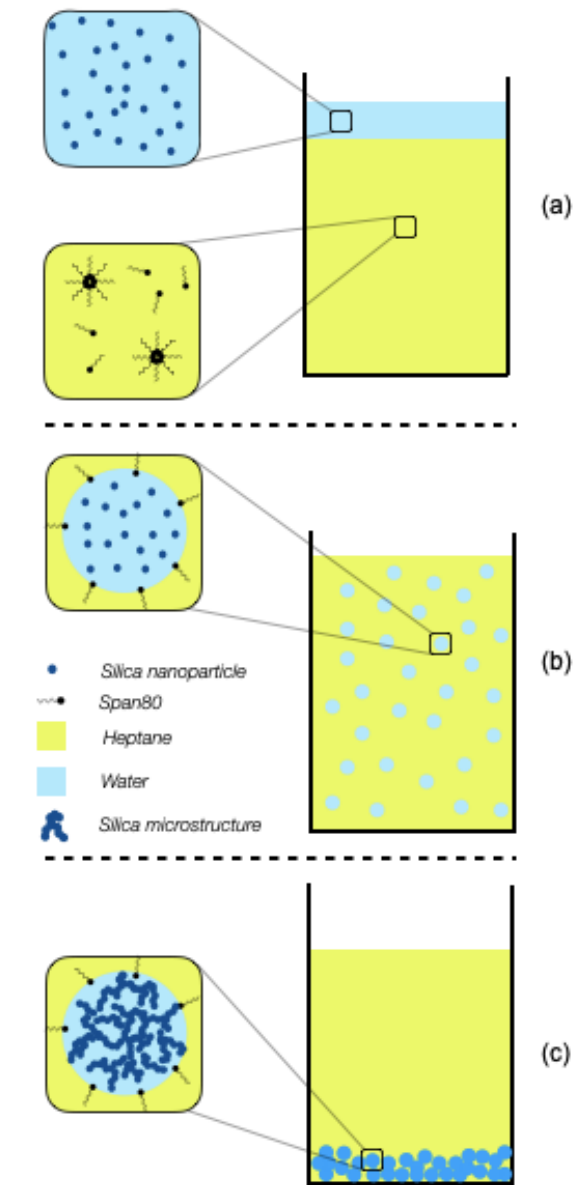 (a)
(b)
Silica nanoparticle
Span80
Heptane
Water
Silica microstructure
(c)